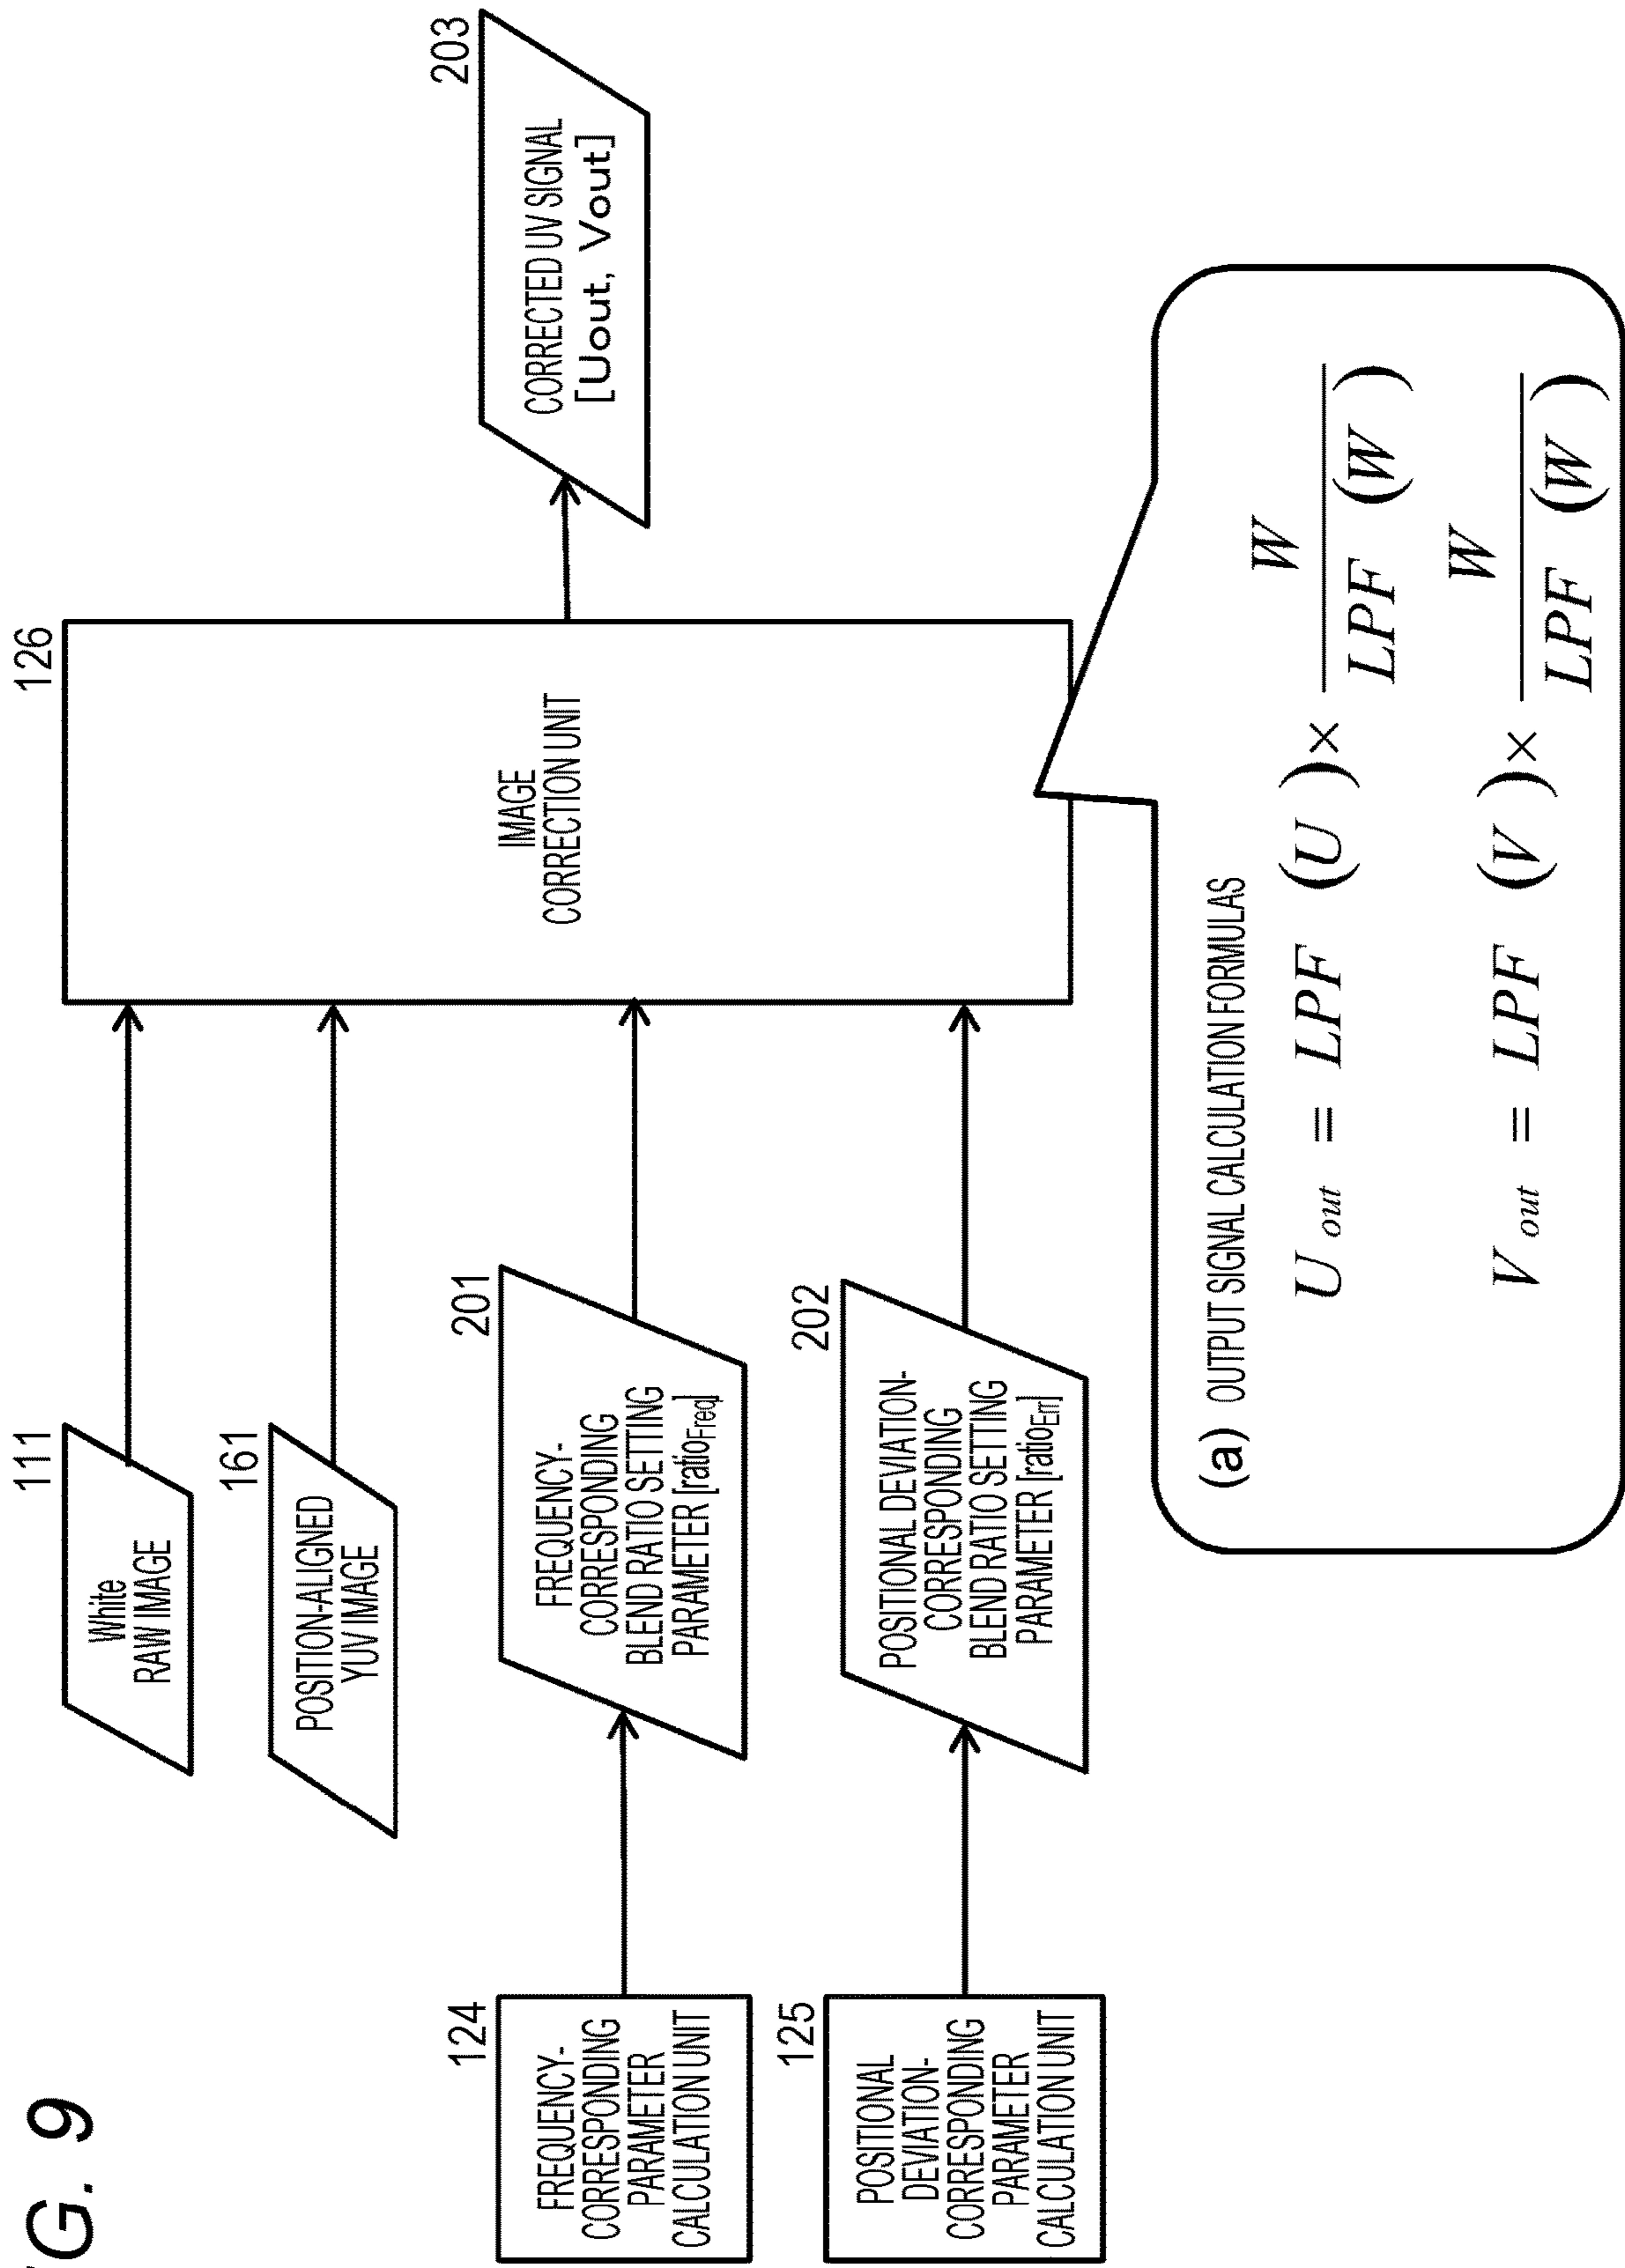 G. 9
111
White
RAW IMAGE
161
POSITION-ALIGNED
YUV IMAGE
124
FREQUENCY-
CORRESPONDING
PARAMETER
CALCULATION UNIT
201
FREQUENCY-
CORRESPONDING
BLEND RATIO SETTING
PARAMETER [ratioFreq]
125
POSITIONAL
DEVIATION-
CORRESPONDING
PARAMETER
CALCULATION UNIT
202
POSITIONAL DEVIATION-
CORRESPONDING
BLEND RATIO SETTING
PARAMETER [ratioErr]
126
IMAGE
CORRECTION UNIT
203
CORRECTED UV SIGNAL
[Uout, Vout]
(a) OUTPUT SIGNAL CALCULATION FORMULAS
U out = LPF (U) × W / LPF (W)
V out = LPF (V) × W / LPF (W)